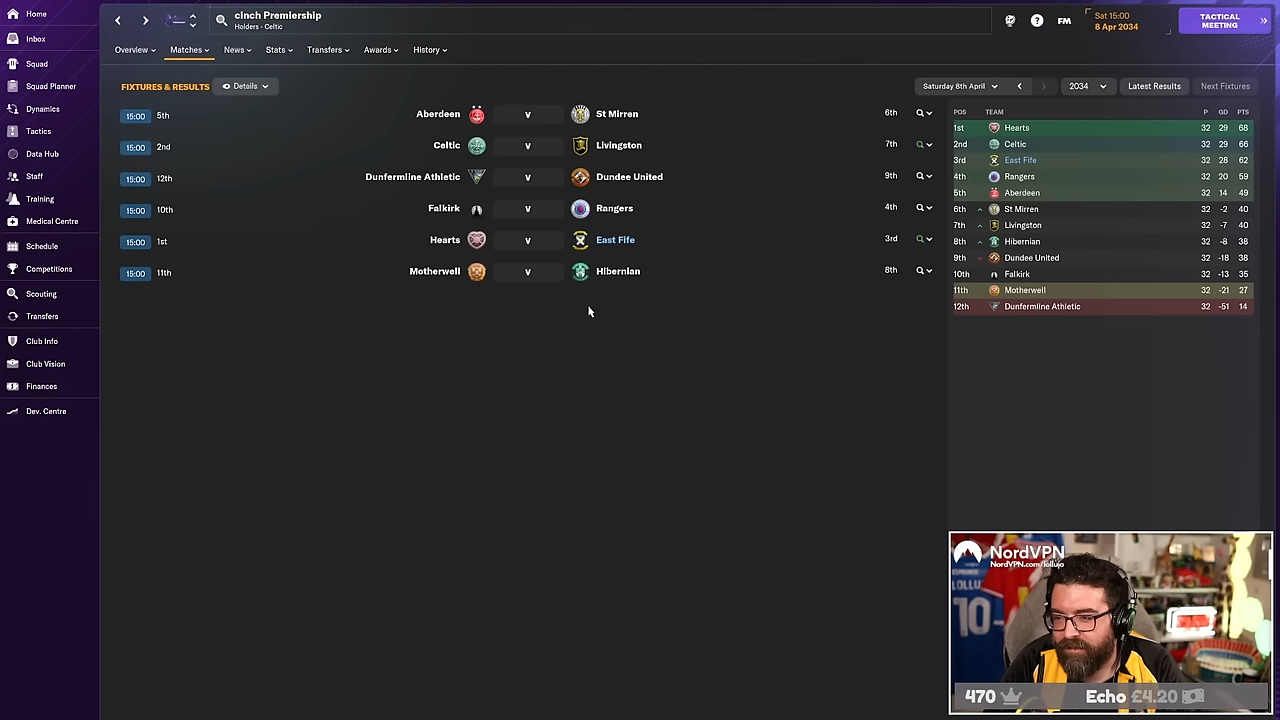 cinch Premiership
Holders - Celtic
Sat 15:00
8 Apr 2034
TACTICAL MEETING
FM
Home
Inbox
Squad
Squad Planner
Dynamics
Tactics
Data Hub
Staff
Training
Medical Centre
Schedule
Competitions
Scouting
Transfers
Club Info
Club Vision
Finances
Dev. Centre
Overview
Matches
News
Stats
Transfers
Awards
History
FIXTURES & RESULTS
Details
Saturday 8th April
2034
Latest Results
Next Fixtures
15:00 5th Aberdeen v St Mirren 6th
15:00 2nd Celtic v Livingston 7th
15:00 12th Dunfermline Athletic v Dundee United 9th
15:00 10th Falkirk v Rangers 4th
15:00 1st Hearts v East Fife 3rd
15:00 11th Motherwell v Hibernian 8th
POS TEAM P GD PTS
1st Hearts 32 29 68
2nd Celtic 32 29 66
3rd East Fife 32 28 62
4th Rangers 32 20 59
5th Aberdeen 32 14 49
6th St Mirren 32 -2 40
7th Livingston 32 -7 40
8th Hibernian 32 -8 38
9th Dundee United 32 -18 38
10th Falkirk 32 -13 35
11th Motherwell 32 -21 27
12th Dunfermline Athletic 32 -51 14
NordVPN
NordVPN.com/lollujo
LOLLU
10
470
Echo £4.20